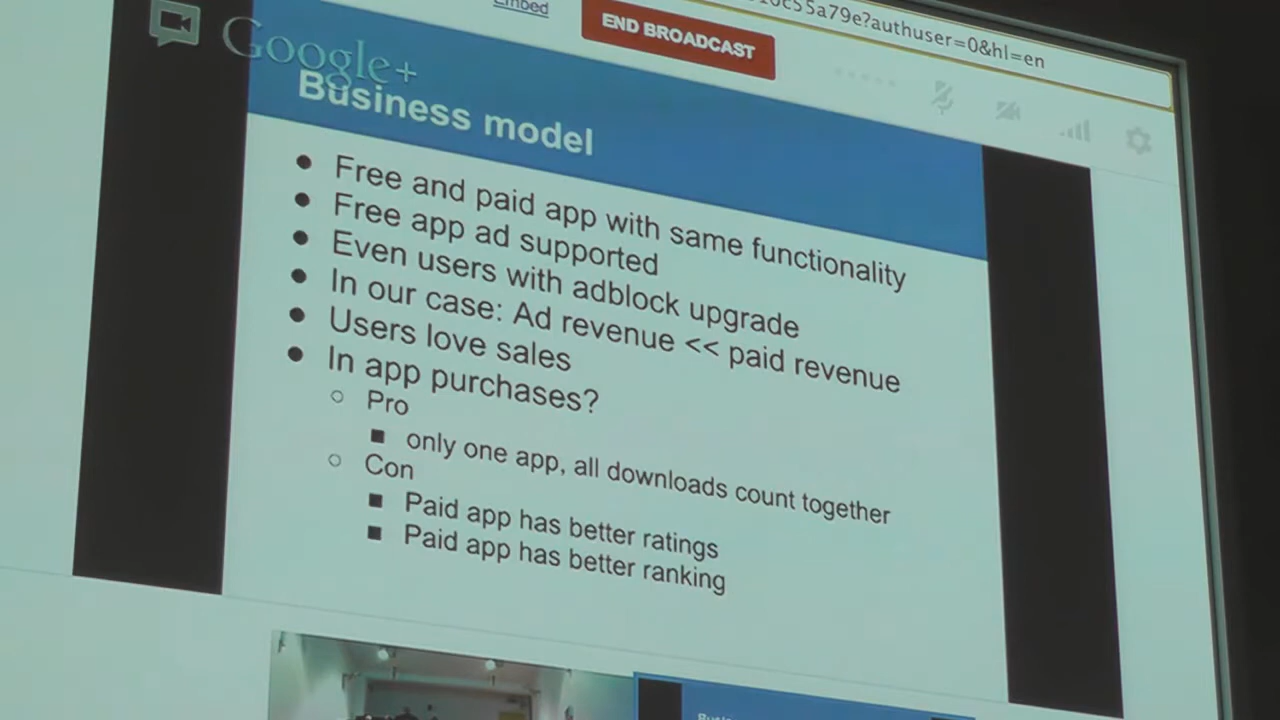 Embed
END BROADCAST
?authuser=0&hl=en
Google+
Business model
Free and paid app with same functionality
Free app ad supported
Even users with adblock upgrade
In our case: Ad revenue << paid revenue
Users love sales
In app purchases?
Pro
only one app, all downloads count together
Con
Paid app has better ratings
Paid app has better ranking